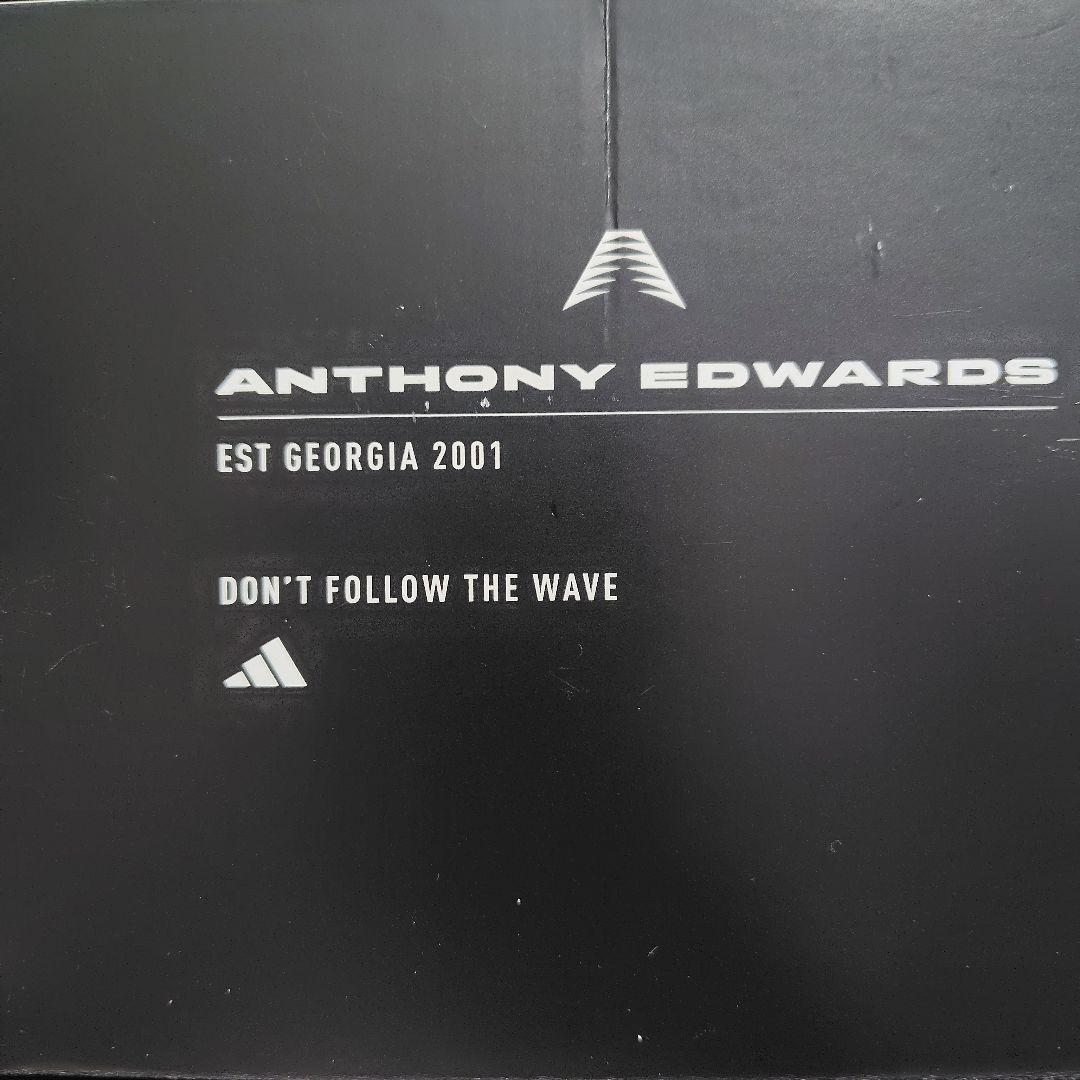 ANTHONY EDWARDS
EST GEORGIA 2001
DON'T FOLLOW THE WAVE